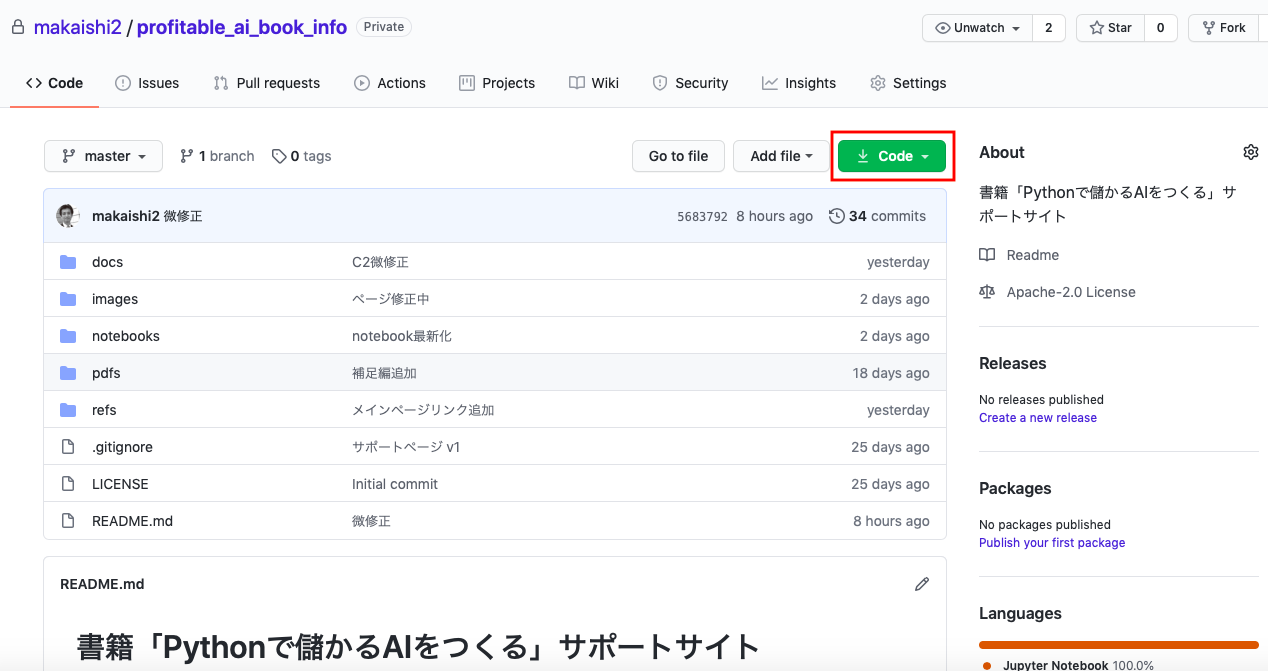 makaishi2 / profitable_ai_book_info Private
Unwatch 2 Star 0 Fork
Code Issues Pull requests Actions Projects Wiki Security Insights Settings
master 1 branch 0 tags Go to file Add file Code
makaishi2 微修正 5683792 8 hours ago 34 commits
docs C2微修正 yesterday
images ページ修正中 2 days ago
notebooks notebook最新化 2 days ago
pdfs 補足編追加 18 days ago
refs メインページリンク追加 yesterday
.gitignore サポートページ v1 25 days ago
LICENSE Initial commit 25 days ago
README.md 微修正 8 hours ago
README.md
書籍「Pythonで儲かるAIをつくる」サポートサイト
About
書籍「Pythonで儲かるAIをつくる」サ
ポートサイト
Readme
Apache-2.0 License
Releases
No releases published
Create a new release
Packages
No packages published
Publish your first package
Languages
Jupyter Notebook 100.0%